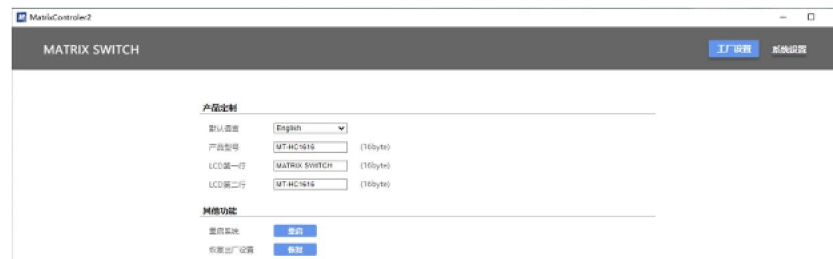 MatrixControler2
MATRIX SWITCH
工厂设置 系统设置
产品定制
默认语言 English
产品型号 MT-HC1616 (16byte)
LCD第一行 MATRIX SWITCH (16byte)
LCD第二行 MT-HC1616 (16byte)
其他功能
重启系统 重启
恢复出厂设置 恢复